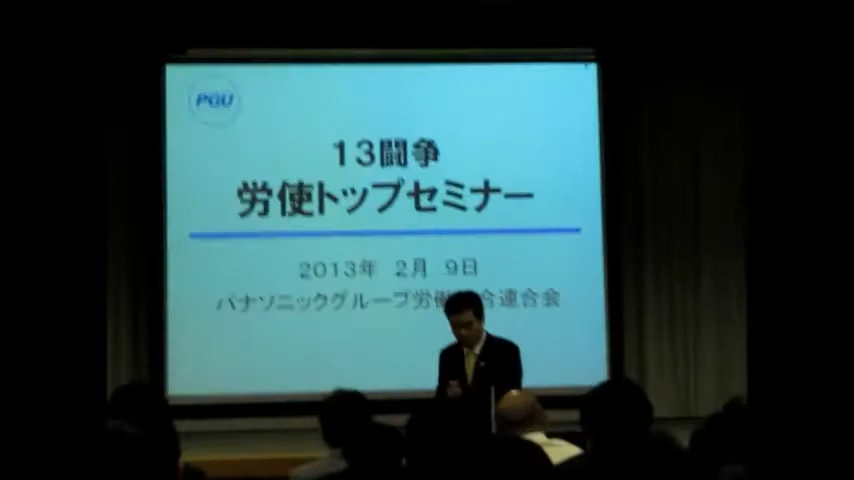 PGU
13闘争
労使トップセミナー
2013年 2月 9日
パナソニックグループ労働 合連合会